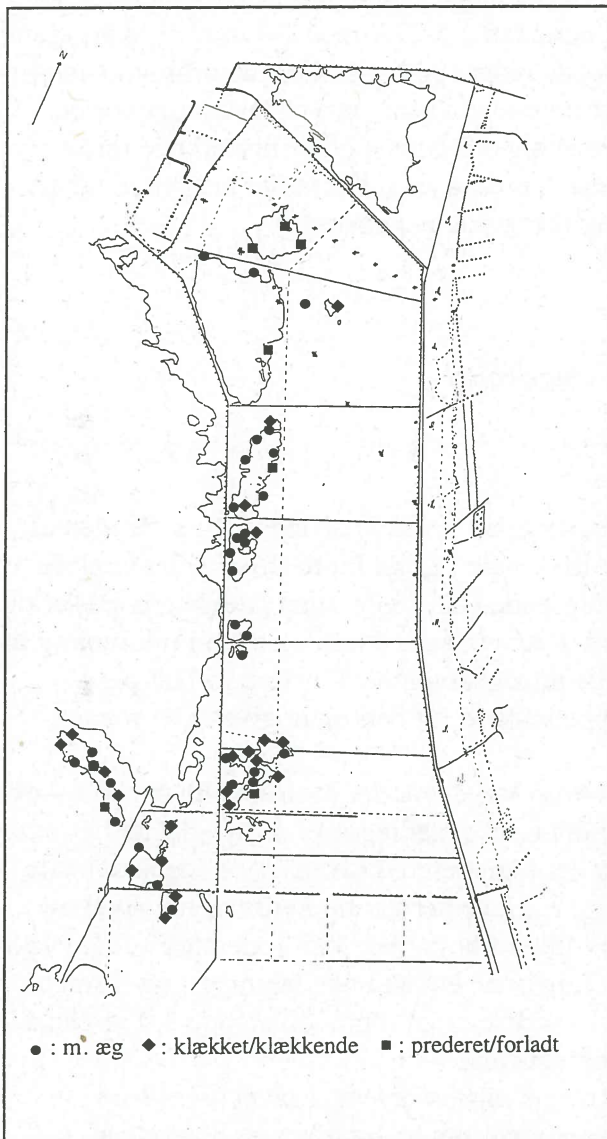 N
● : m. æg ◆ : klækket/klækkende ■ : prederet/forladt